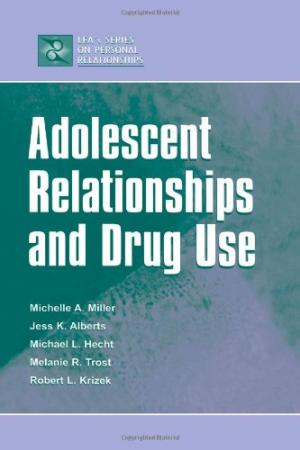 LEA's SERIES
ON PERSONAL
RELATIONSHIPS
Adolescent
Relationships
and Drug Use
Michelle A. Miller
Jess K. Alberts
Michael L. Hecht
Melanie R. Trost
Robert L. Krizek